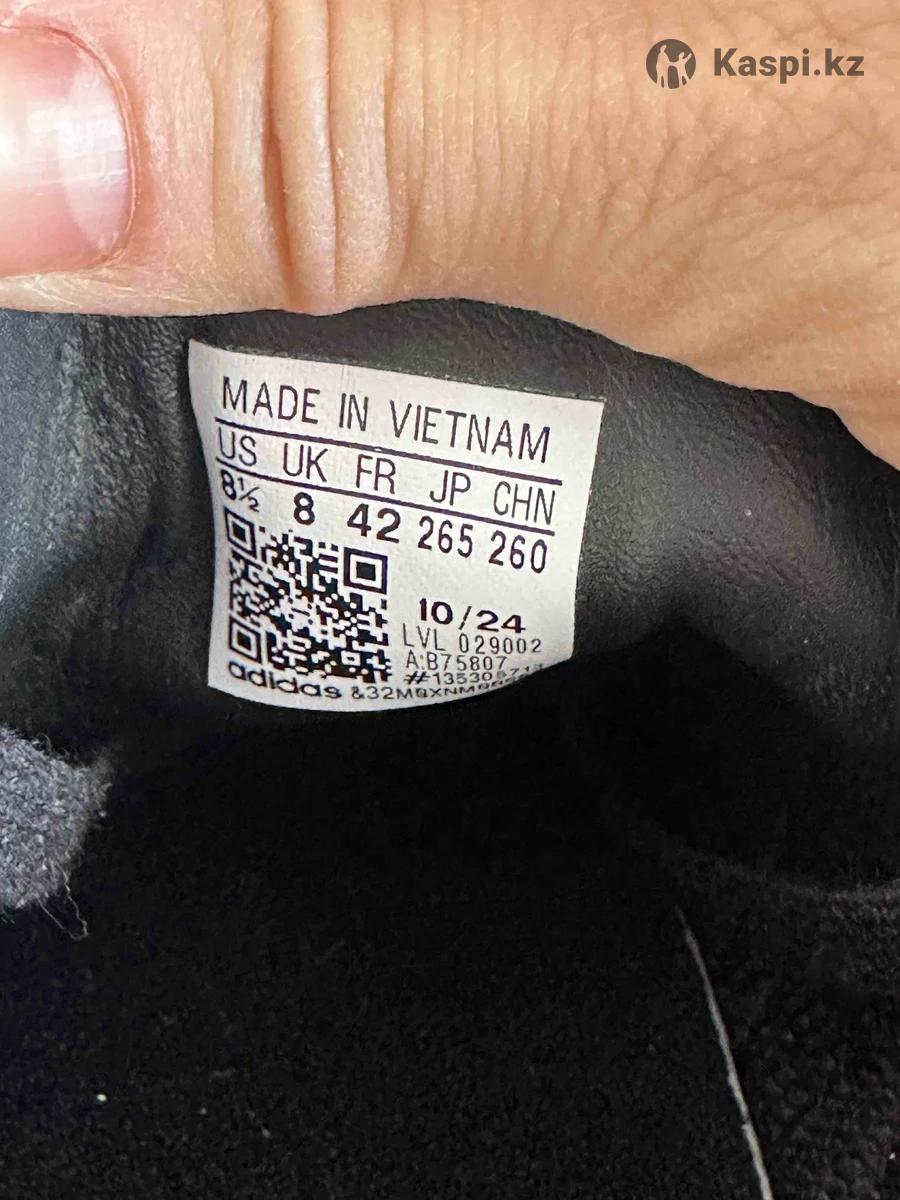 Kaspi.kz
MADE IN VIETNAM
US UK FR JP CHN
8½ 8 42 265 260
10/24
LVL 029002
A:B75807
adidas